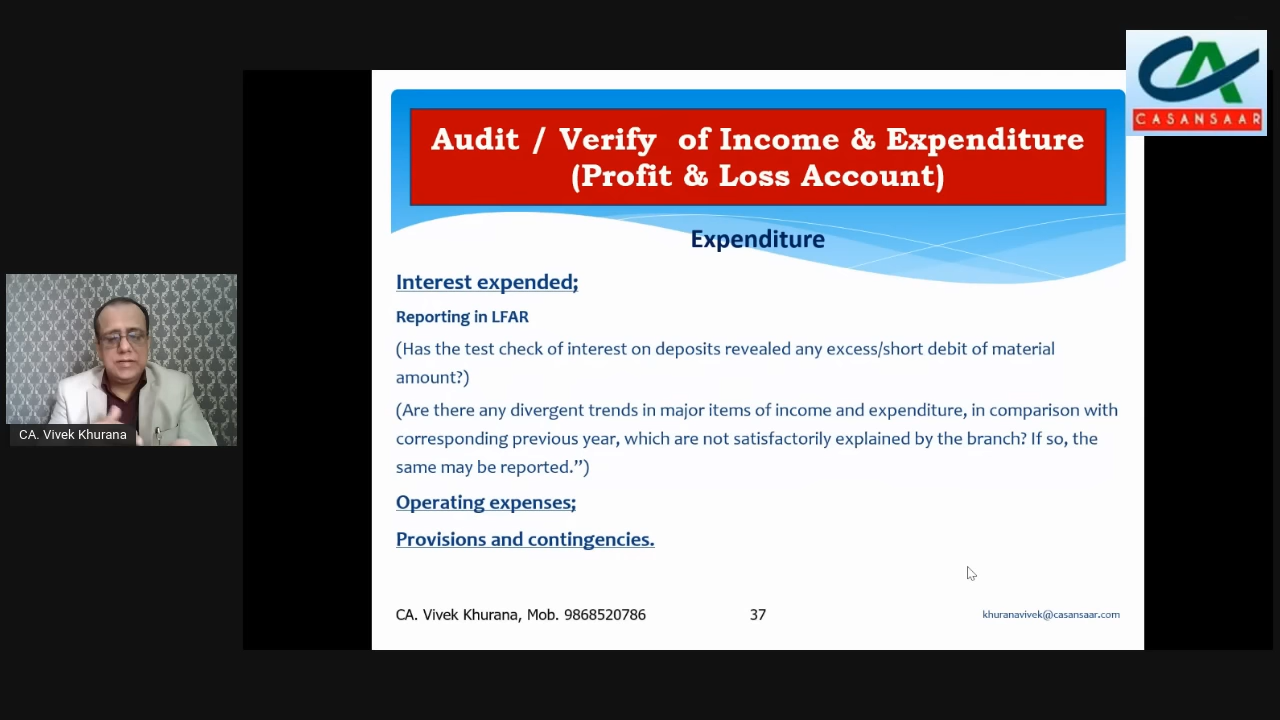 CA
CASANSAAR
Audit / Verify of Income & Expenditure
(Profit & Loss Account)
Expenditure
Interest expended;
Reporting in LFAR
(Has the test check of interest on deposits revealed any excess/short debit of material
amount?)
(Are there any divergent trends in major items of income and expenditure, in comparison with
corresponding previous year, which are not satisfactorily explained by the branch? If so, the
same may be reported.”)
Operating expenses;
Provisions and contingencies.
CA. Vivek Khurana, Mob. 9868520786
37
khuranavivek@casansaar.com
CA. Vivek Khurana